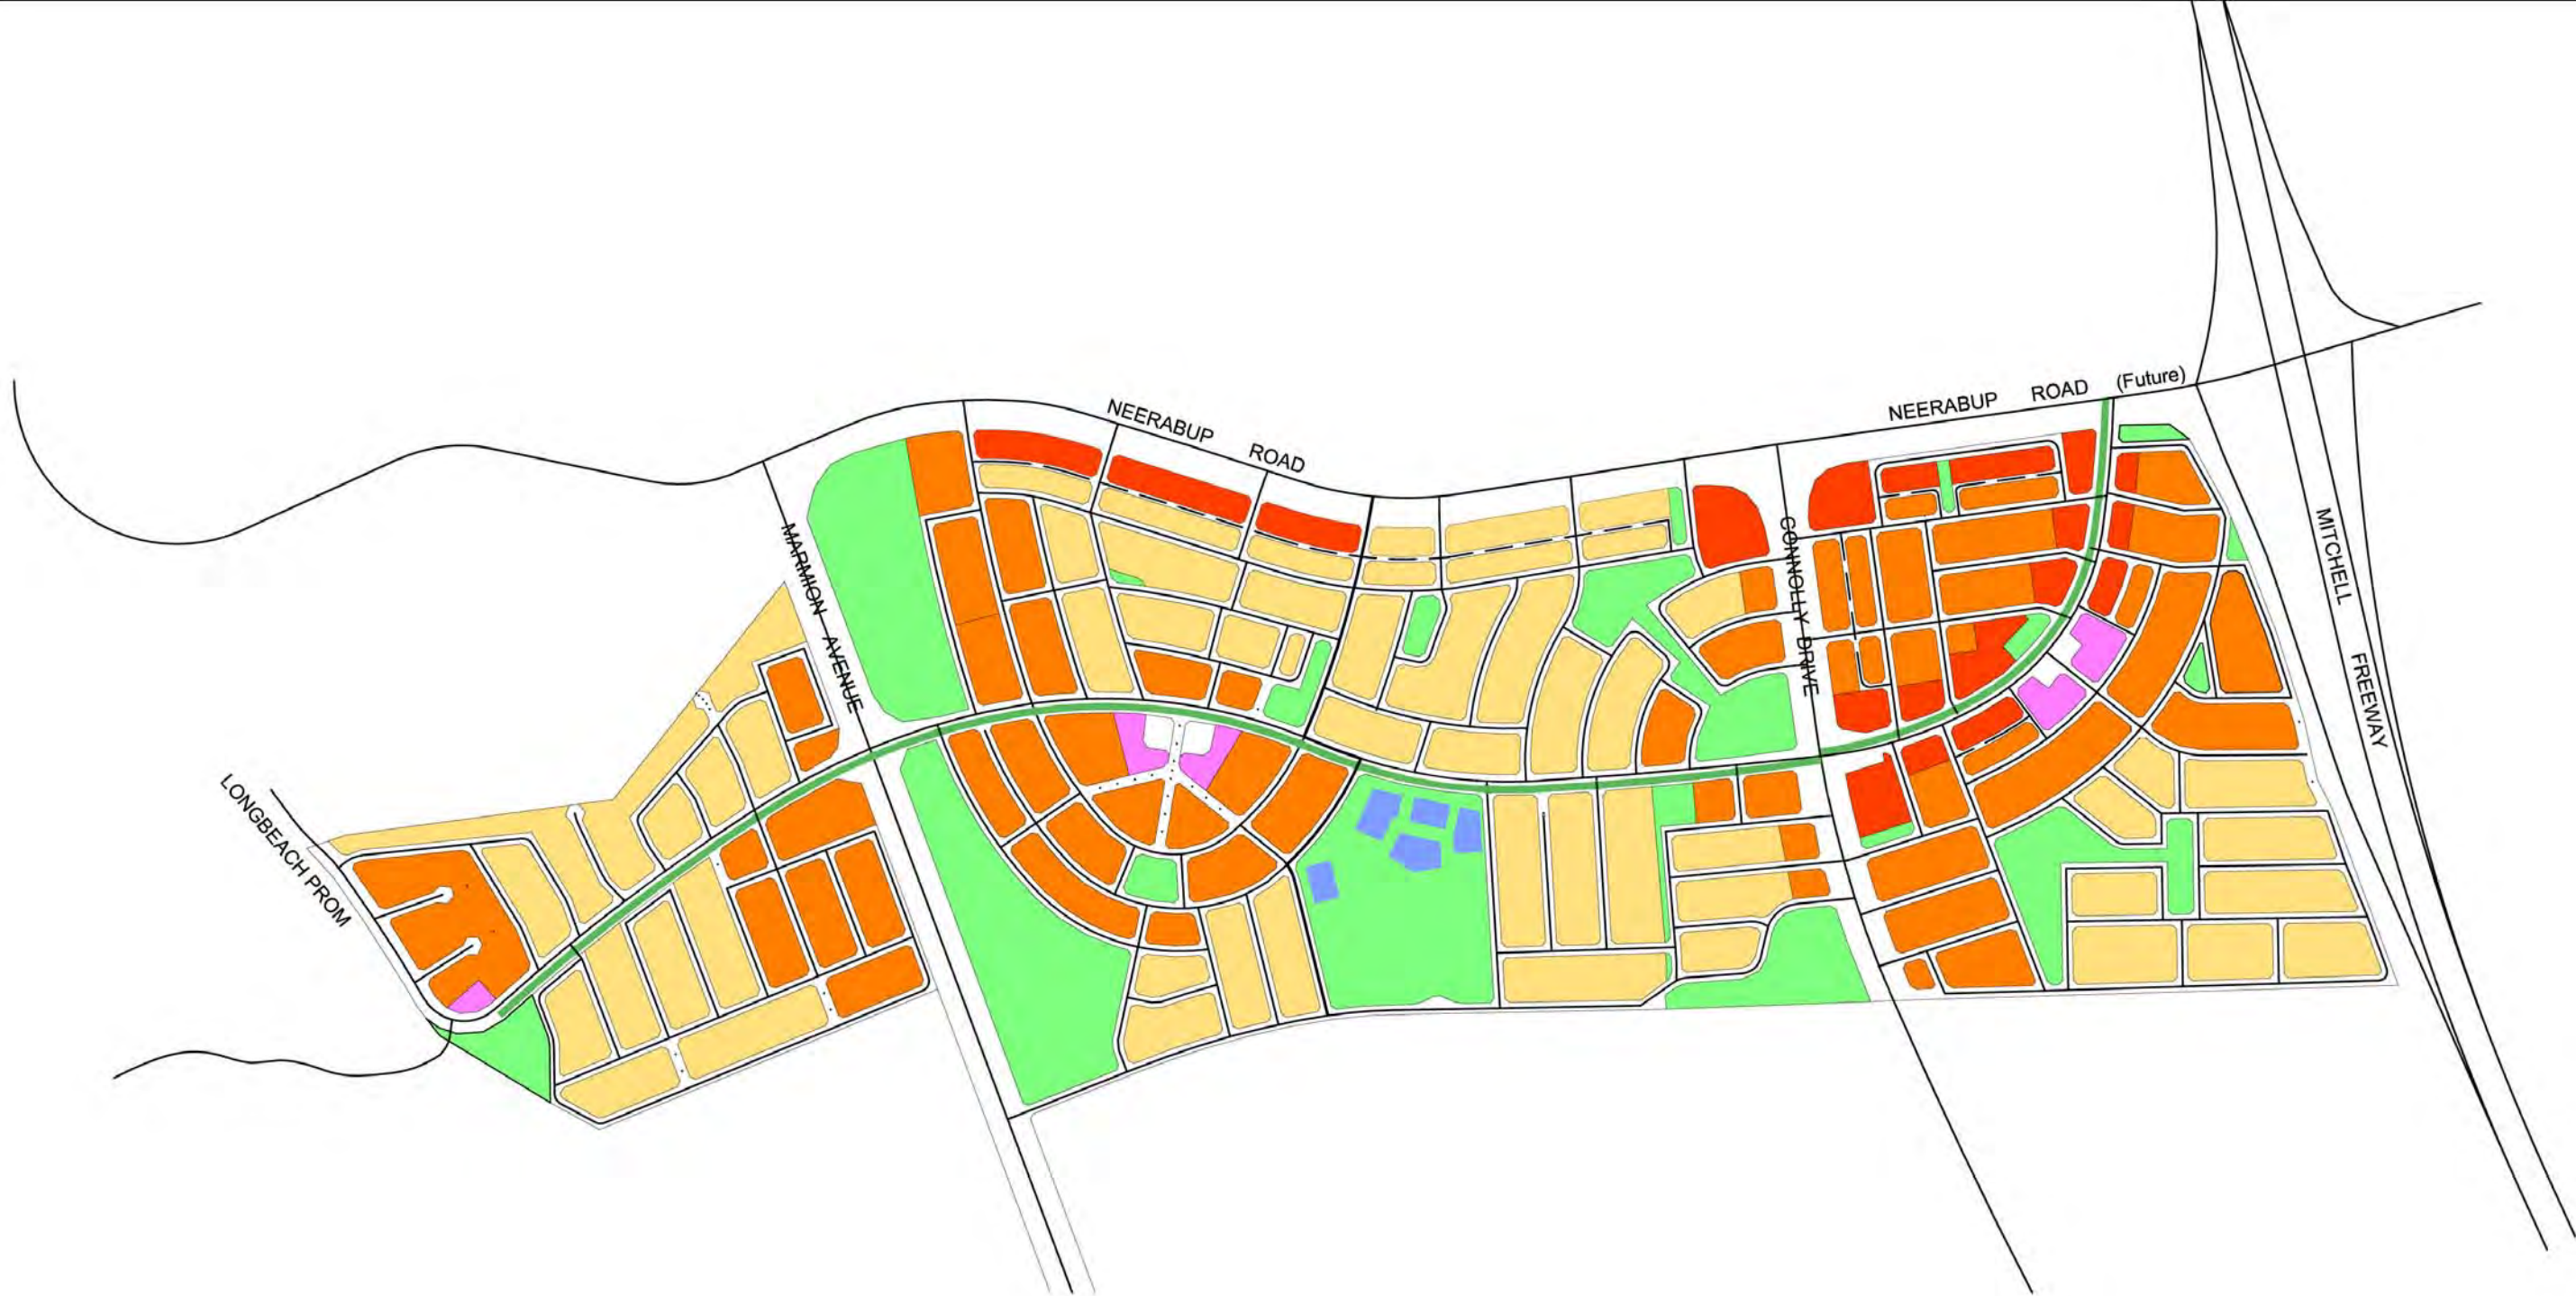 NEERABUP ROAD (Future)
NEERABUP ROAD
MARMION AVENUE
CONNOLLY DRIVE
MITCHELL FREEWAY
LONGBEACH PROM